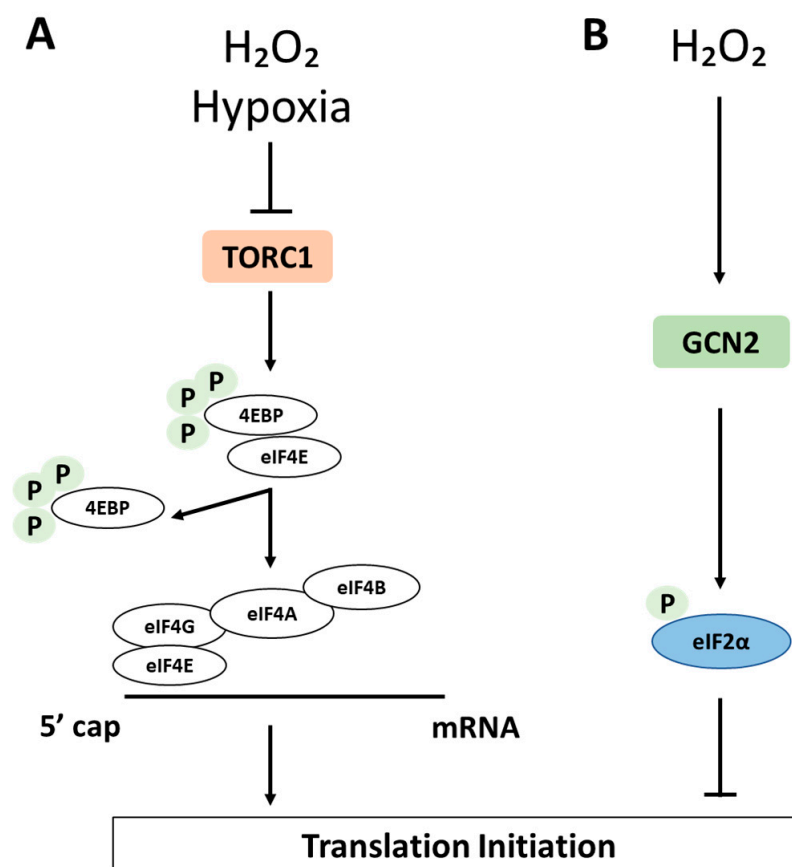 A
H₂O₂
Hypoxia
TORC1
P
P
P
4EBP
eIF4E
P
P
P
4EBP
eIF4B
eIF4A
eIF4G
eIF4E
5’ cap
mRNA
B
H₂O₂
GCN2
P
eIF2α
Translation Initiation